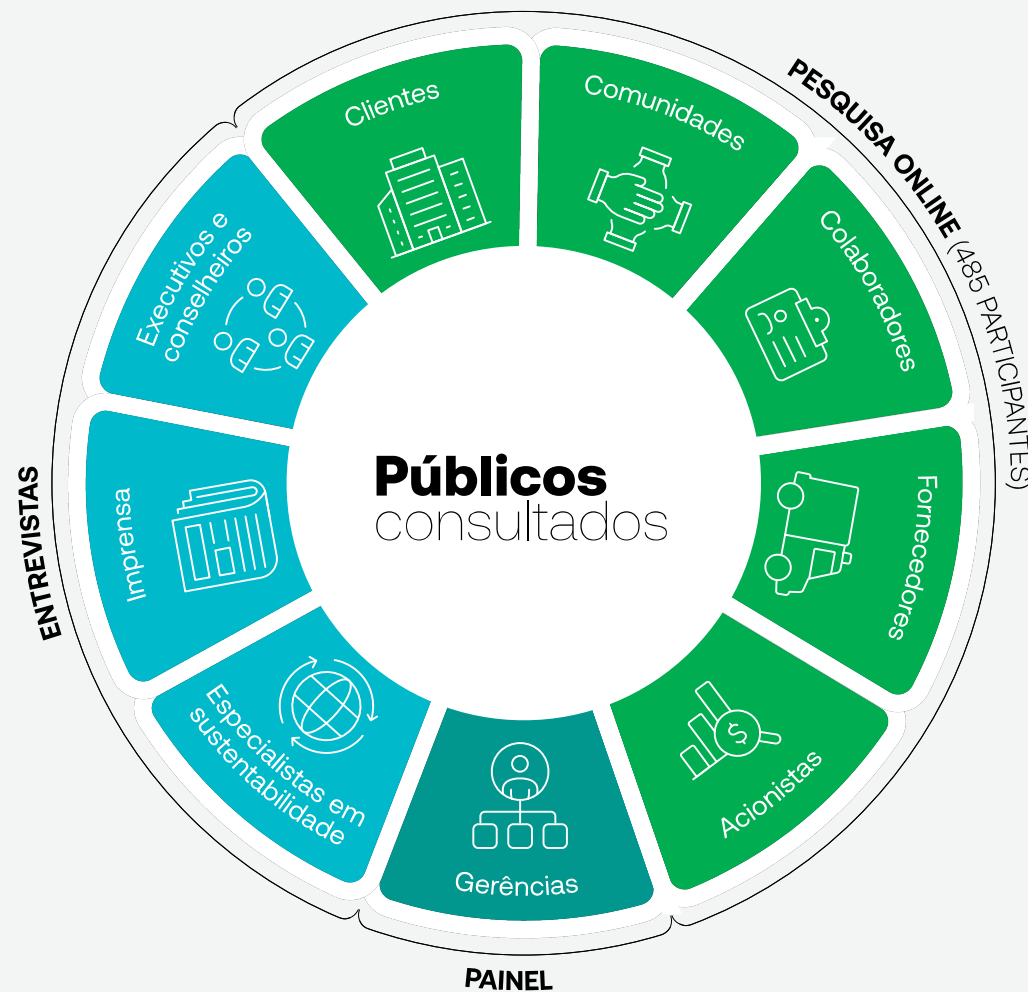 Públicos
consultados
PESQUISA ONLINE (485 PARTICIPANTES)
Clientes
Comunidades
Colaboradores
Fornecedores
Acionistas
PAINEL
Gerências
ENTREVISTAS
Especialistas em
sustentabilidade
Imprensa
Executivos e
conselheiros
$